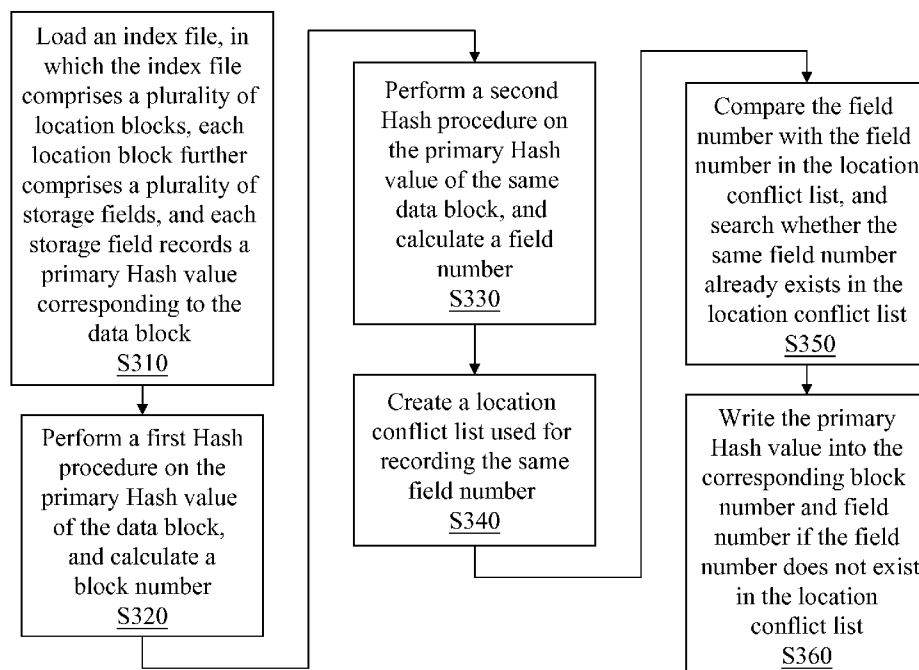 Load an index file, in
which the index file
comprises a plurality of
location blocks, each
location block further
comprises a plurality of
storage fields, and each
storage field records a
primary Hash value
corresponding to the
data block
S310
Perform a first Hash
procedure on the
primary Hash value
of the data block,
and calculate a
block number
S320
Perform a second
Hash procedure on
the primary Hash
value of the same
data block, and
calculate a field
number
S330
Create a location
conflict list used for
recording the same
field number
S340
Compare the field
number with the field
number in the location
conflict list, and
search whether the
same field number
already exists in the
location conflict list
S350
Write the primary
Hash value into the
corresponding block
number and field
number if the field
number does not exist
in the location
conflict list
S360